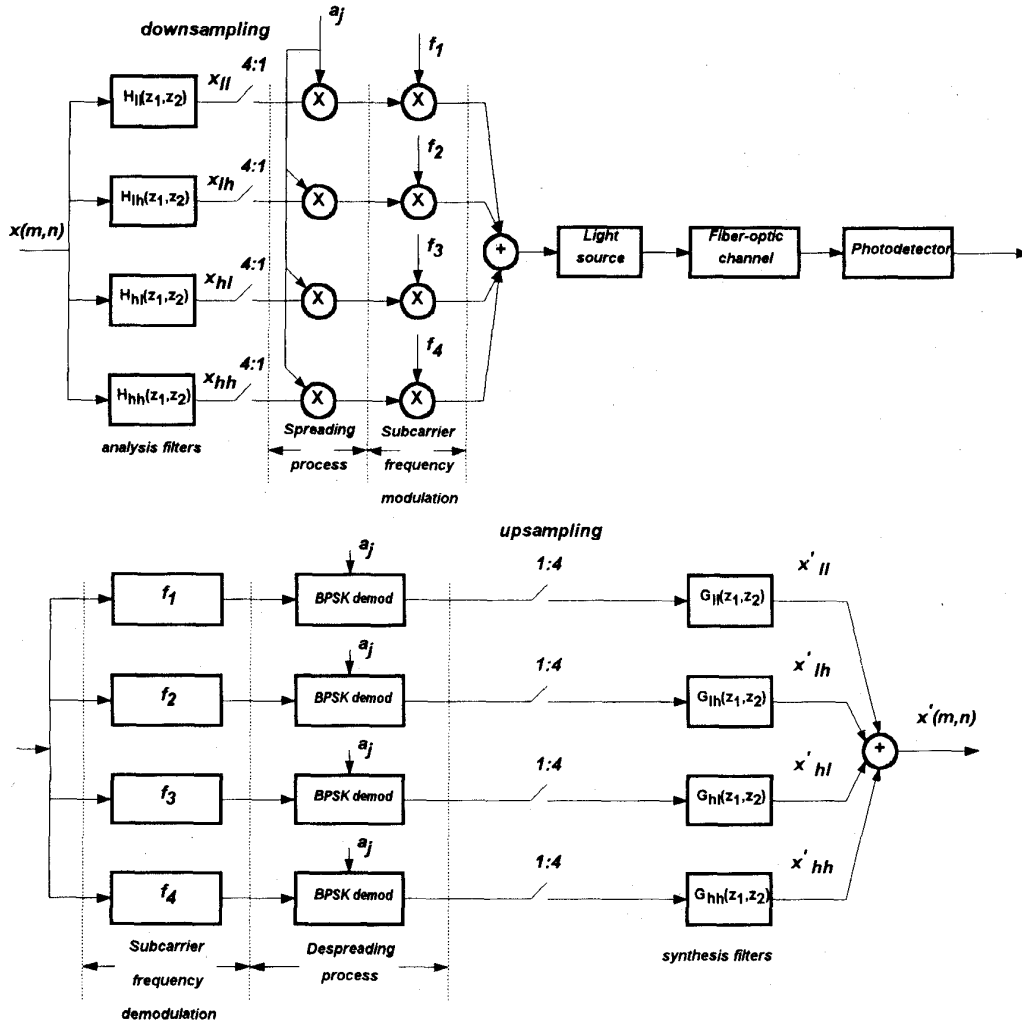 a_j
downsampling
f_1
x_ll 4:1
H_ll(z_1,z_2)
X
X
f_2
x_lh 4:1
H_lh(z_1,z_2)
X
X
x(m,n)
f_3
+
Light source
Fiber-optic channel
Photodetector
x_hl 4:1
H_hl(z_1,z_2)
X
X
f_4
x_hh 4:1
H_hh(z_1,z_2)
X
X
analysis filters
Spreading
process
Subcarrier
frequency
modulation
upsampling
a_j
f_1
BPSK demod
1:4
G_ll(z_1,z_2)
x'_ll
a_j
f_2
BPSK demod
1:4
G_lh(z_1,z_2)
x'_lh
x'(m,n)
+
a_j
f_3
BPSK demod
1:4
G_hl(z_1,z_2)
x'_hl
a_j
f_4
BPSK demod
1:4
G_hh(z_1,z_2)
x'_hh
Subcarrier
frequency
demodulation
Despreading
process
synthesis filters